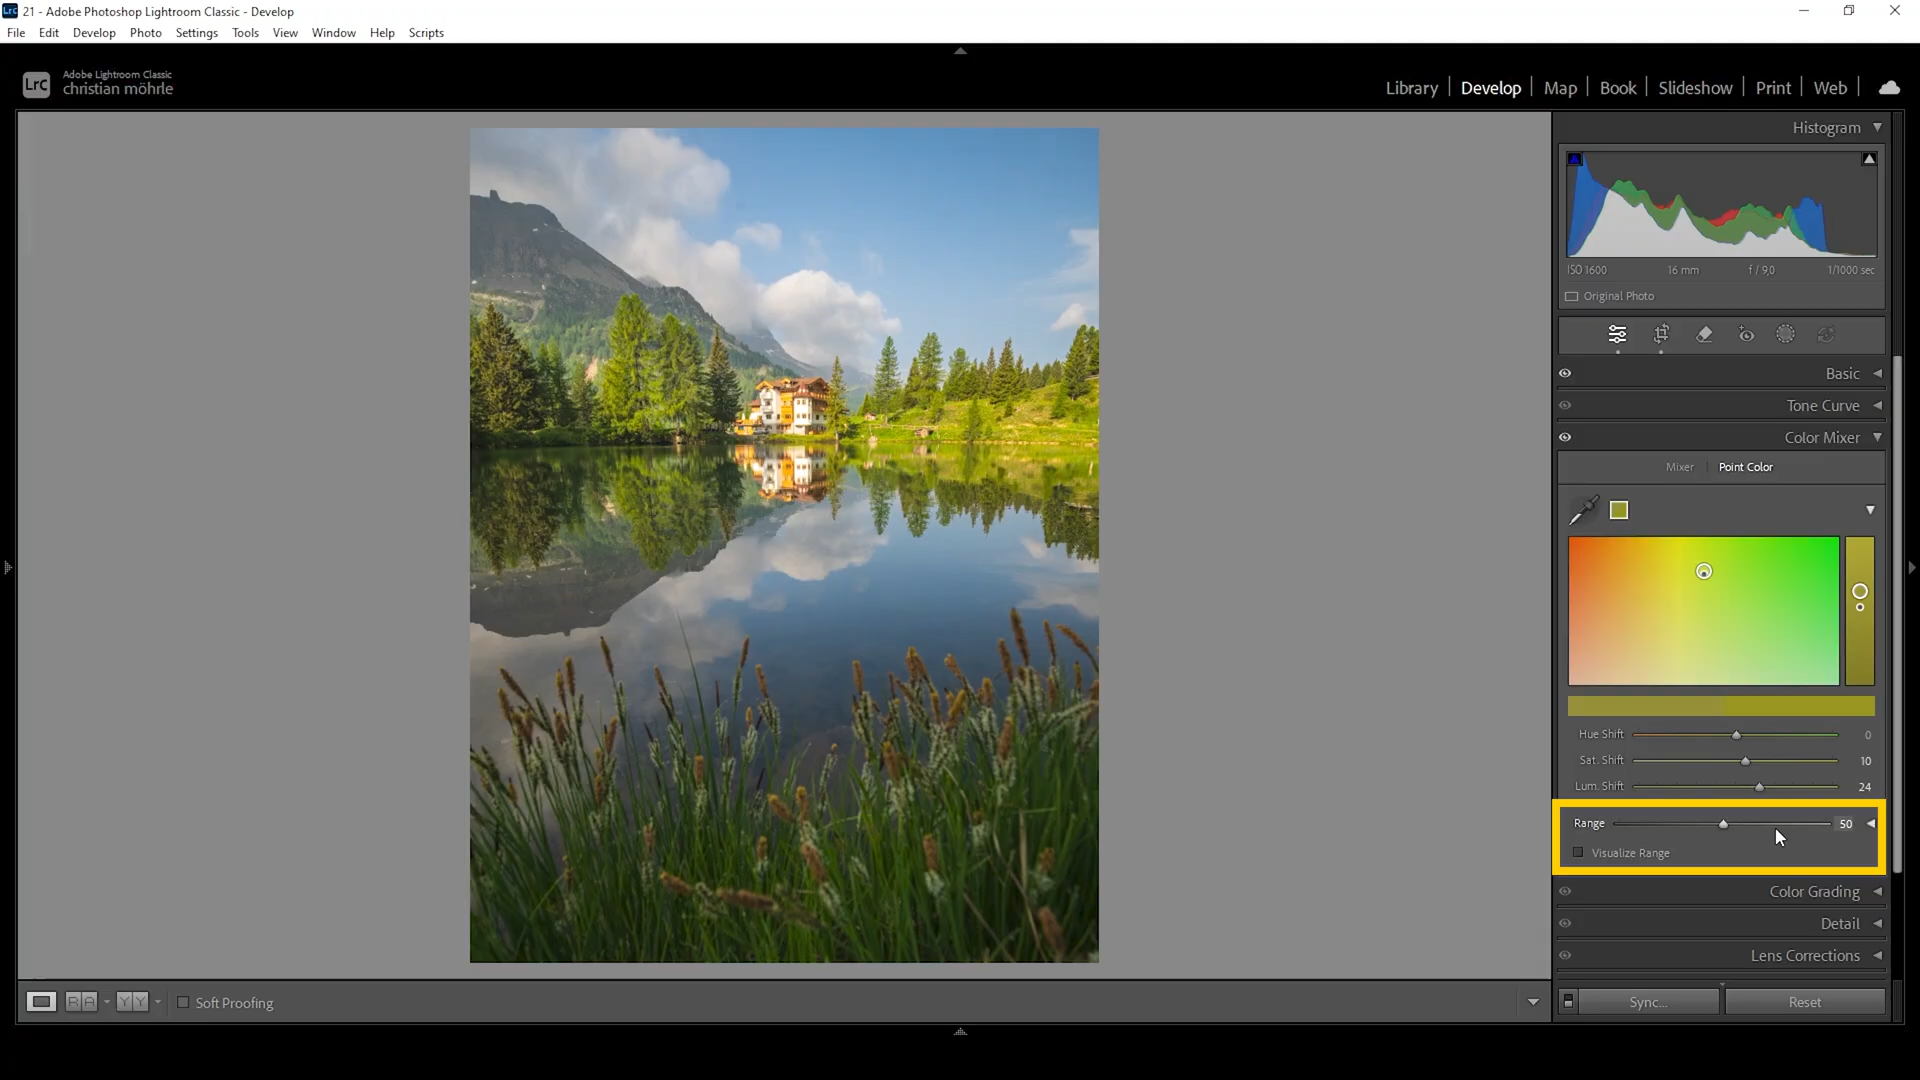 Lrc 21 - Adobe Photoshop Lightroom Classic - Develop
File Edit Develop Photo Settings Tools View Window Help Scripts
Lrc
Adobe Lightroom Classic
christian möhrle
Library | Develop | Map | Book | Slideshow | Print | Web |
Histogram
ISO 1600 16 mm f / 9,0 1/1000 sec
Original Photo
Basic
Tone Curve
Color Mixer
Mixer | Point Color
Hue Shift 0
Sat. Shift 10
Lum. Shift 24
Range 50
Visualize Range
Color Grading
Detail
Lens Corrections
R A Y Y Soft Proofing
Sync... Reset